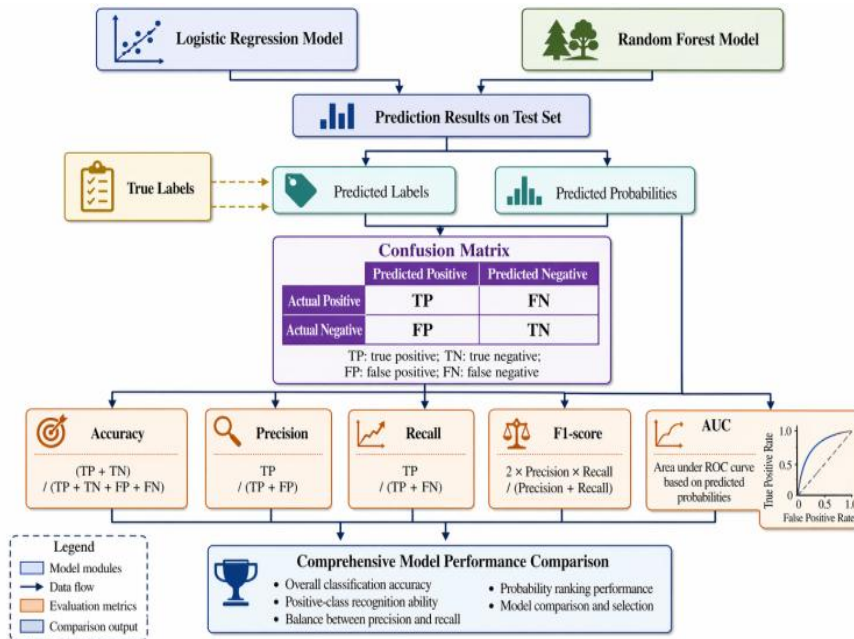 Logistic Regression Model
Random Forest Model
Prediction Results on Test Set
True Labels
Predicted Labels
Predicted Probabilities
Confusion Matrix
Predicted Positive
Predicted Negative
Actual Positive
TP
FN
Actual Negative
FP
TN
TP: true positive; TN: true negative;
FP: false positive; FN: false negative
Accuracy
(TP + TN)
/ (TP + TN + FP + FN)
Precision
TP
/ (TP + FP)
Recall
TP
/ (TP + FN)
F1-score
2 × Precision × Recall
/ (Precision + Recall)
AUC
Area under ROC curve
based on predicted
probabilities
True Positive Rate
1.0
0.5
0
0 0.5 1.0
False Positive Rate
Legend
Model modules
Data flow
Evaluation metrics
Comparison output
Comprehensive Model Performance Comparison
• Overall classification accuracy
• Positive-class recognition ability
• Balance between precision and recall
• Probability ranking performance
• Model comparison and selection